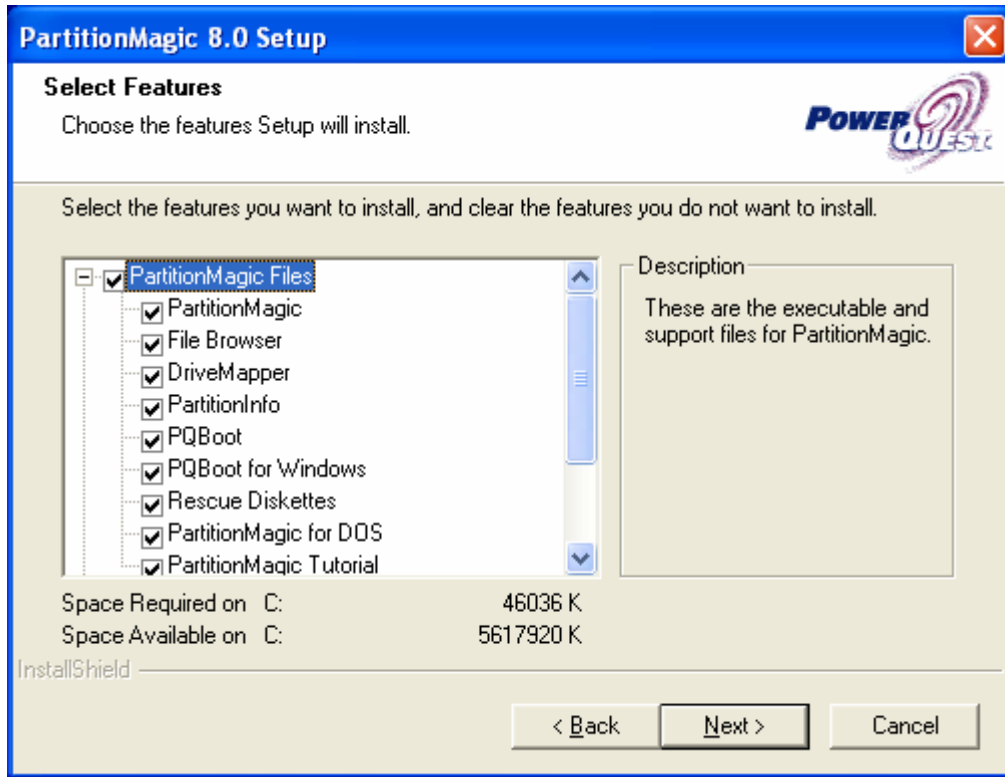 PartitionMagic 8.0 Setup
Select Features
Choose the features Setup will install.
POWER
QUEST
Select the features you want to install, and clear the features you do not want to install.
PartitionMagic Files
PartitionMagic
File Browser
DriveMapper
PartitionInfo
PQBoot
PQBoot for Windows
Rescue Diskettes
PartitionMagic for DOS
PartitionMagic Tutorial
Description
These are the executable and
support files for PartitionMagic.
Space Required on C: 46036 K
Space Available on C: 5617920 K
InstallShield
< Back Next > Cancel